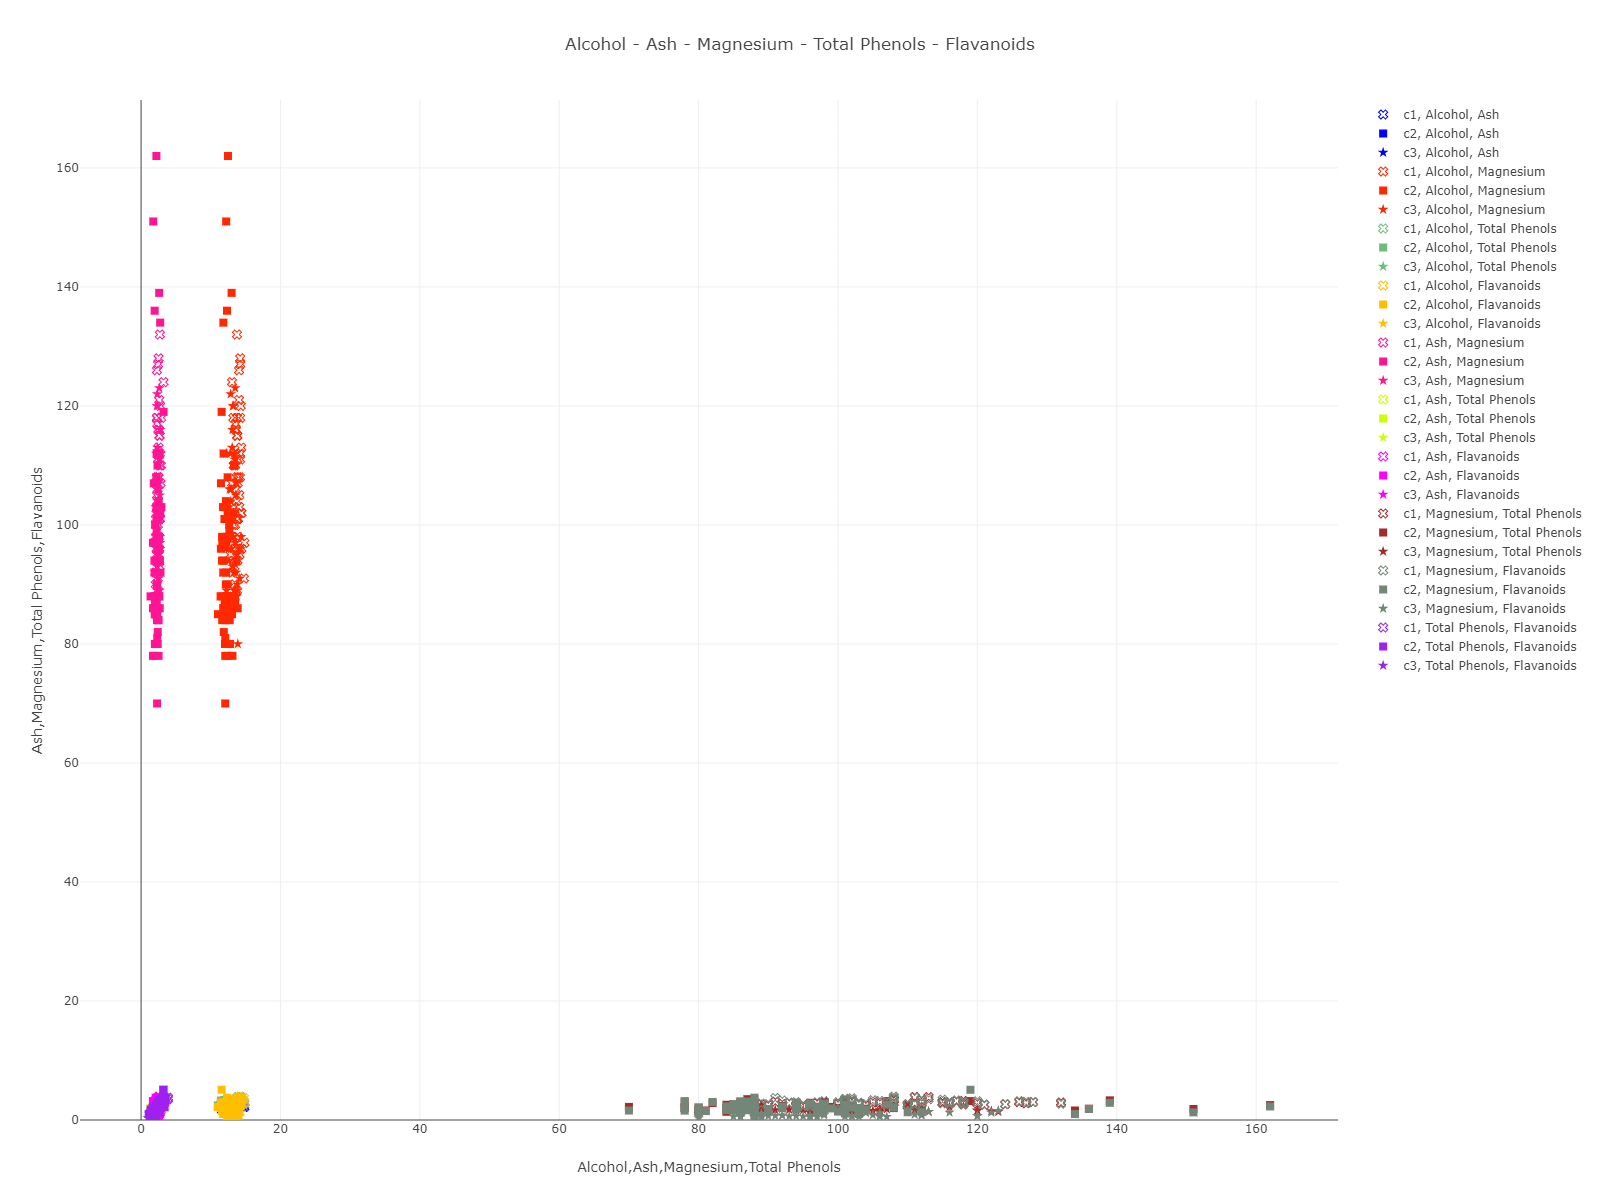 Alcohol - Ash - Magnesium - Total Phenols - Flavanoids
Ash,Magnesium,Total Phenols,Flavanoids
160
140
120
100
80
60
40
20
0
0 20 40 60 80 100 120 140 160
Alcohol,Ash,Magnesium,Total Phenols
c1, Alcohol, Ash
c2, Alcohol, Ash
c3, Alcohol, Ash
c1, Alcohol, Magnesium
c2, Alcohol, Magnesium
c3, Alcohol, Magnesium
c1, Alcohol, Total Phenols
c2, Alcohol, Total Phenols
c3, Alcohol, Total Phenols
c1, Alcohol, Flavanoids
c2, Alcohol, Flavanoids
c3, Alcohol, Flavanoids
c1, Ash, Magnesium
c2, Ash, Magnesium
c3, Ash, Magnesium
c1, Ash, Total Phenols
c2, Ash, Total Phenols
c3, Ash, Total Phenols
c1, Ash, Flavanoids
c2, Ash, Flavanoids
c3, Ash, Flavanoids
c1, Magnesium, Total Phenols
c2, Magnesium, Total Phenols
c3, Magnesium, Total Phenols
c1, Magnesium, Flavanoids
c2, Magnesium, Flavanoids
c3, Magnesium, Flavanoids
c1, Total Phenols, Flavanoids
c2, Total Phenols, Flavanoids
c3, Total Phenols, Flavanoids